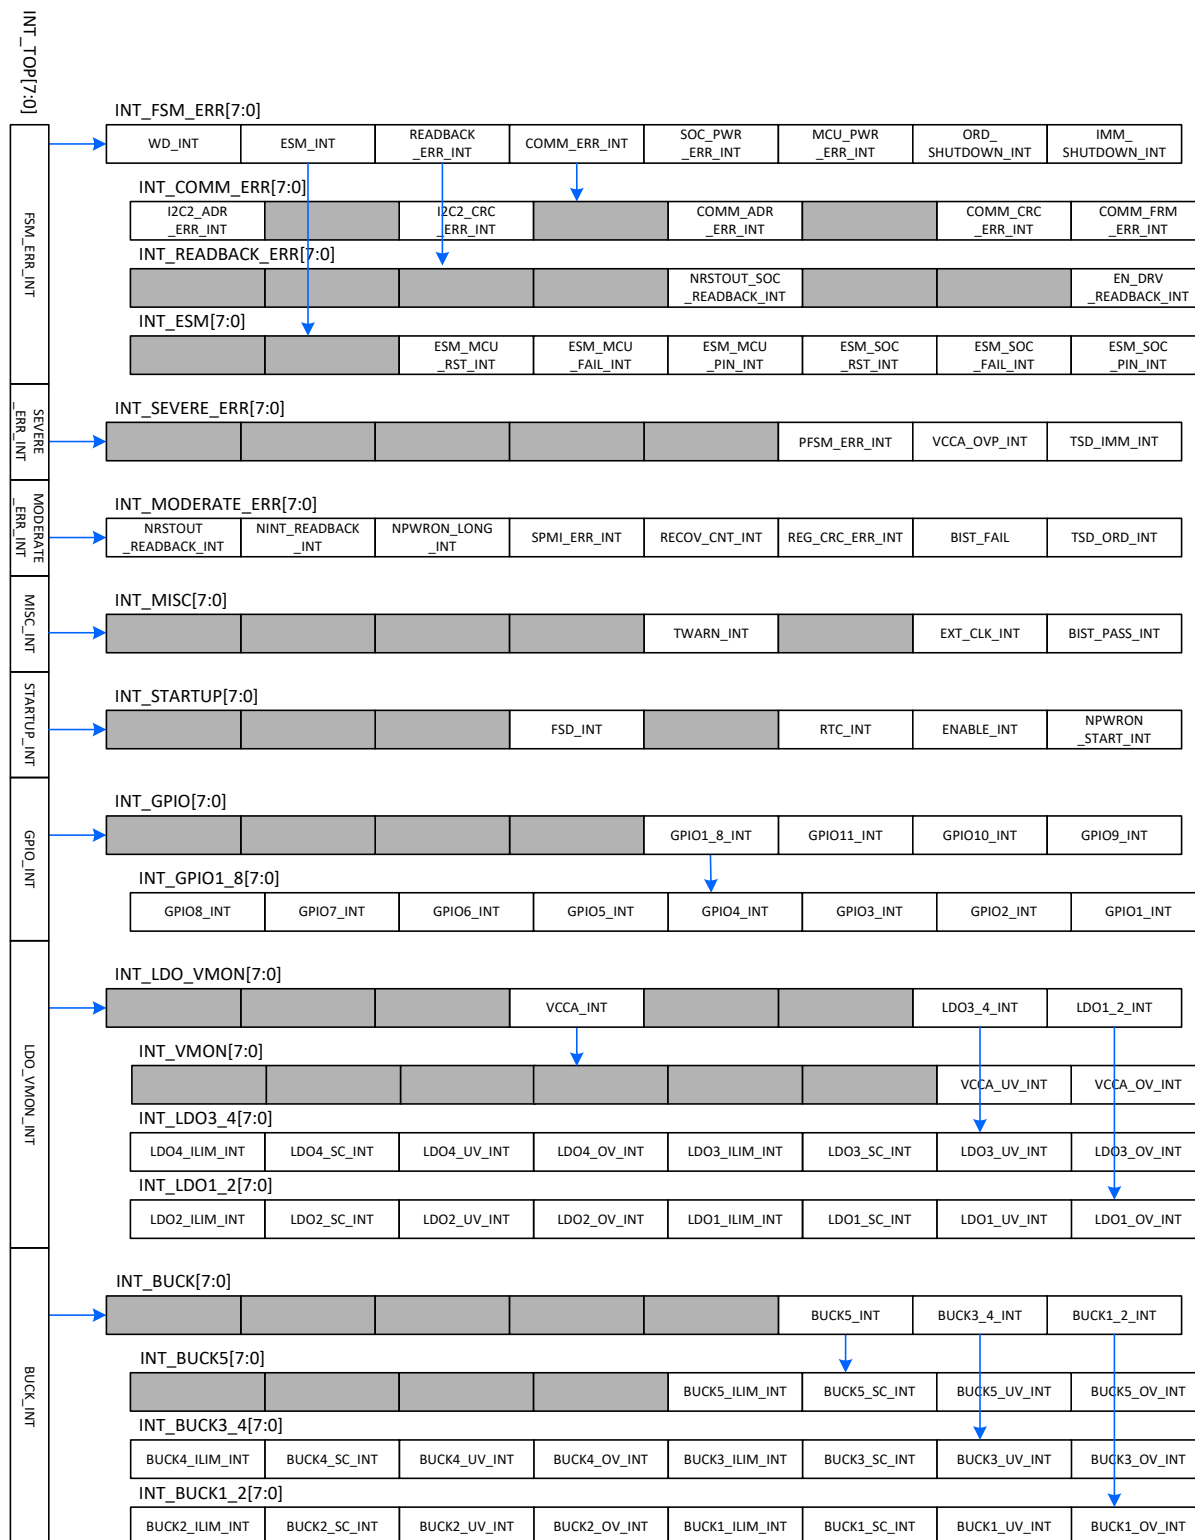 INT_TOP[7:0]
FSM_ERR_INT
INT_FSM_ERR[7:0]
WD_INT
ESM_INT
READBACK
_ERR_INT
COMM_ERR_INT
SOC_PWR
_ERR_INT
MCU_PWR
_ERR_INT
ORD_
SHUTDOWN_INT
IMM_
SHUTDOWN_INT
INT_COMM_ERR[7:0]
I2C2_ADR
_ERR_INT
I2C2_CRC
_ERR_INT
COMM_ADR
_ERR_INT
COMM_CRC
_ERR_INT
COMM_FRM
_ERR_INT
INT_READBACK_ERR[7:0]
NRSTOUT_SOC
_READBACK_INT
EN_DRV
_READBACK_INT
INT_ESM[7:0]
ESM_MCU
_RST_INT
ESM_MCU
_FAIL_INT
ESM_MCU
_PIN_INT
ESM_SOC
_RST_INT
ESM_SOC
_FAIL_INT
ESM_SOC
_PIN_INT
SEVERE
_ERR_INT
INT_SEVERE_ERR[7:0]
PFSM_ERR_INT
VCCA_OVP_INT
TSD_IMM_INT
MODERATE
_ERR_INT
INT_MODERATE_ERR[7:0]
NRSTOUT
_READBACK_INT
NINT_READBACK
_INT
NPWRON_LONG
_INT
SPMI_ERR_INT
RECOV_CNT_INT
REG_CRC_ERR_INT
BIST_FAIL
TSD_ORD_INT
MISC_INT
INT_MISC[7:0]
TWARN_INT
EXT_CLK_INT
BIST_PASS_INT
STARTUP_INT
INT_STARTUP[7:0]
FSD_INT
RTC_INT
ENABLE_INT
NPWRON
_START_INT
GPIO_INT
INT_GPIO[7:0]
GPIO1_8_INT
GPIO11_INT
GPIO10_INT
GPIO9_INT
INT_GPIO1_8[7:0]
GPIO8_INT
GPIO7_INT
GPIO6_INT
GPIO5_INT
GPIO4_INT
GPIO3_INT
GPIO2_INT
GPIO1_INT
LDO_VMON_INT
INT_LDO_VMON[7:0]
VCCA_INT
LDO3_4_INT
LDO1_2_INT
INT_VMON[7:0]
VCCA_UV_INT
VCCA_OV_INT
INT_LDO3_4[7:0]
LDO4_ILIM_INT
LDO4_SC_INT
LDO4_UV_INT
LDO4_OV_INT
LDO3_ILIM_INT
LDO3_SC_INT
LDO3_UV_INT
LDO3_OV_INT
INT_LDO1_2[7:0]
LDO2_ILIM_INT
LDO2_SC_INT
LDO2_UV_INT
LDO2_OV_INT
LDO1_ILIM_INT
LDO1_SC_INT
LDO1_UV_INT
LDO1_OV_INT
BUCK_INT
INT_BUCK[7:0]
BUCK5_INT
BUCK3_4_INT
BUCK1_2_INT
INT_BUCK5[7:0]
BUCK5_ILIM_INT
BUCK5_SC_INT
BUCK5_UV_INT
BUCK5_OV_INT
INT_BUCK3_4[7:0]
BUCK4_ILIM_INT
BUCK4_SC_INT
BUCK4_UV_INT
BUCK4_OV_INT
BUCK3_ILIM_INT
BUCK3_SC_INT
BUCK3_UV_INT
BUCK3_OV_INT
INT_BUCK1_2[7:0]
BUCK2_ILIM_INT
BUCK2_SC_INT
BUCK2_UV_INT
BUCK2_OV_INT
BUCK1_ILIM_INT
BUCK1_SC_INT
BUCK1_UV_INT
BUCK1_OV_INT